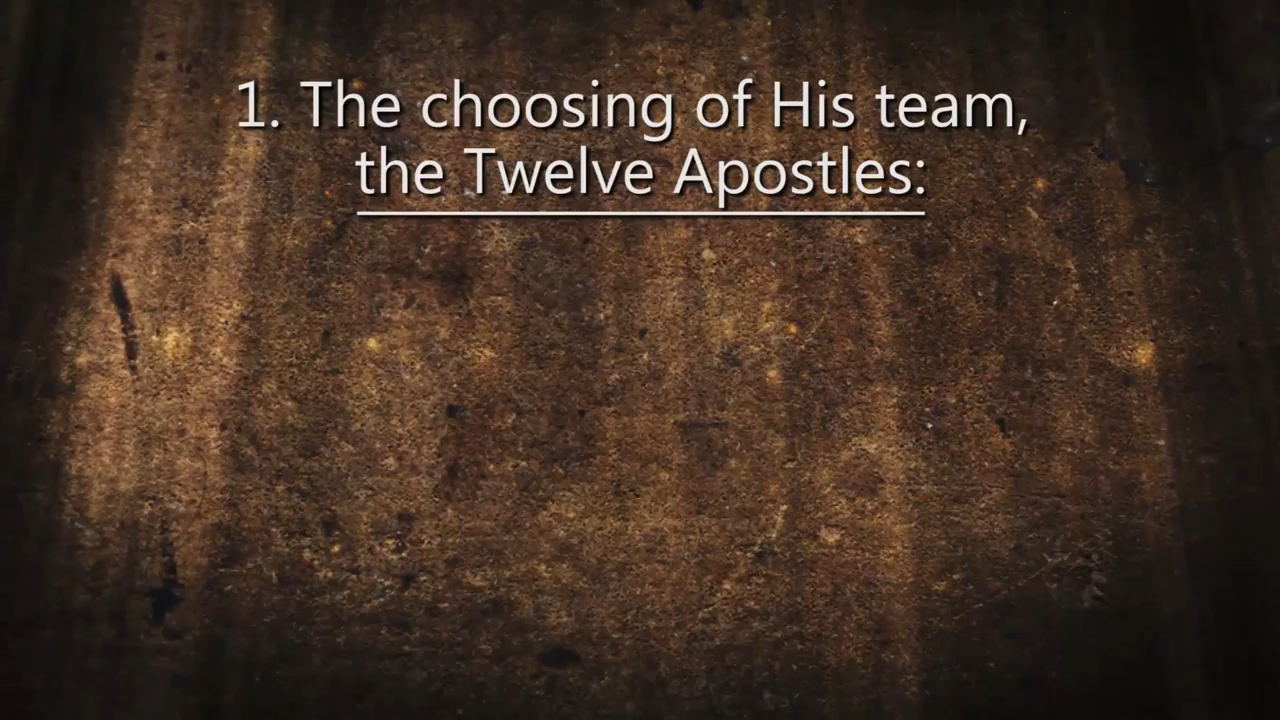 1. The choosing of His team,
the Twelve Apostles: